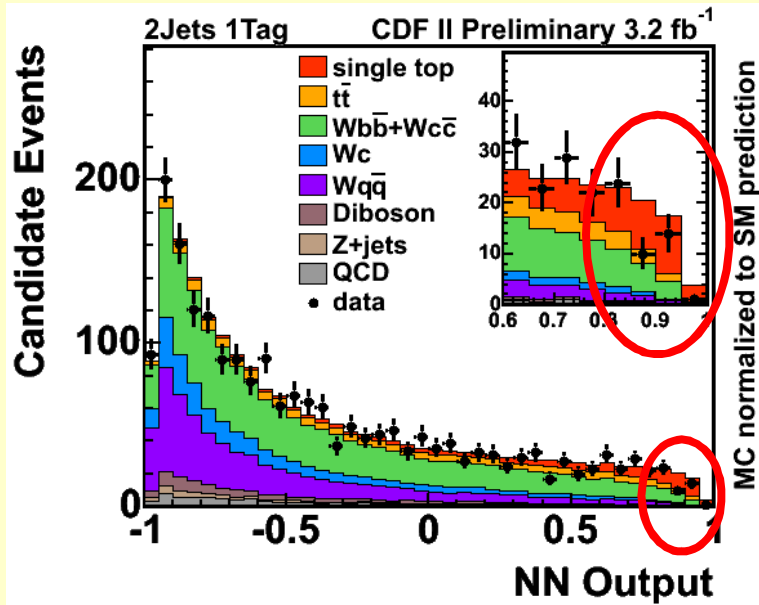 2Jets 1Tag CDF II Preliminary 3.2 fb⁻¹
Candidate Events
200
100
0
single top
tt̄
Wbb̄+Wcc̄
Wc
Wqq̄
Diboson
Z+jets
QCD
data
40
30
20
10
0
0.6 0.7 0.8 0.9 1
MC normalized to SM prediction
-1 -0.5 0 0.5 1
NN Output